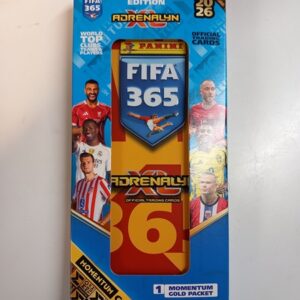 EDITION
FIFA
365
ADRENALYN
XL
2026
WORLD
TOP
CLUBS
PLAYERS
OFFICIAL
TRADING
CARDS
PANINI
FIFA
365
ADRENALYN
XL
OFFICIAL TRADING CARDS
6
MOMENTUM
1 MOMENTUM
GOLD PACKET